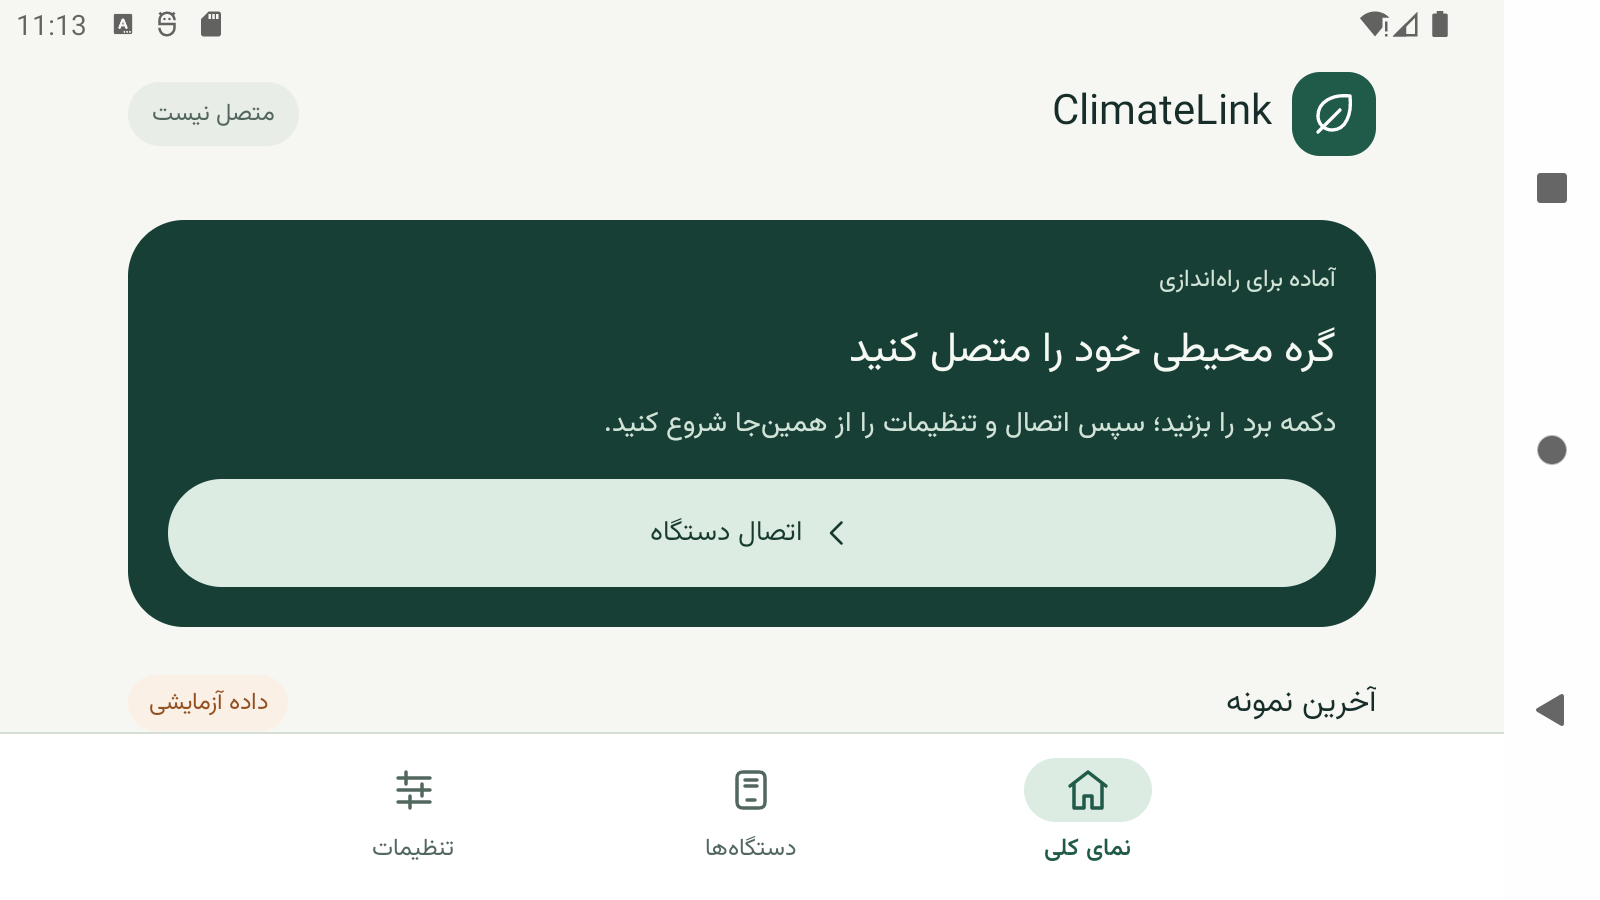 11:13
ClimateLink
متصل نیست
آماده برای راه‌اندازی
گره محیطی خود را متصل کنید
دکمه برد را بزنید؛ سپس اتصال و تنظیمات را از همین‌جا شروع کنید.
اتصال دستگاه
آخرین نمونه
داده آزمایشی
نمای کلی
دستگاه‌ها
تنظیمات